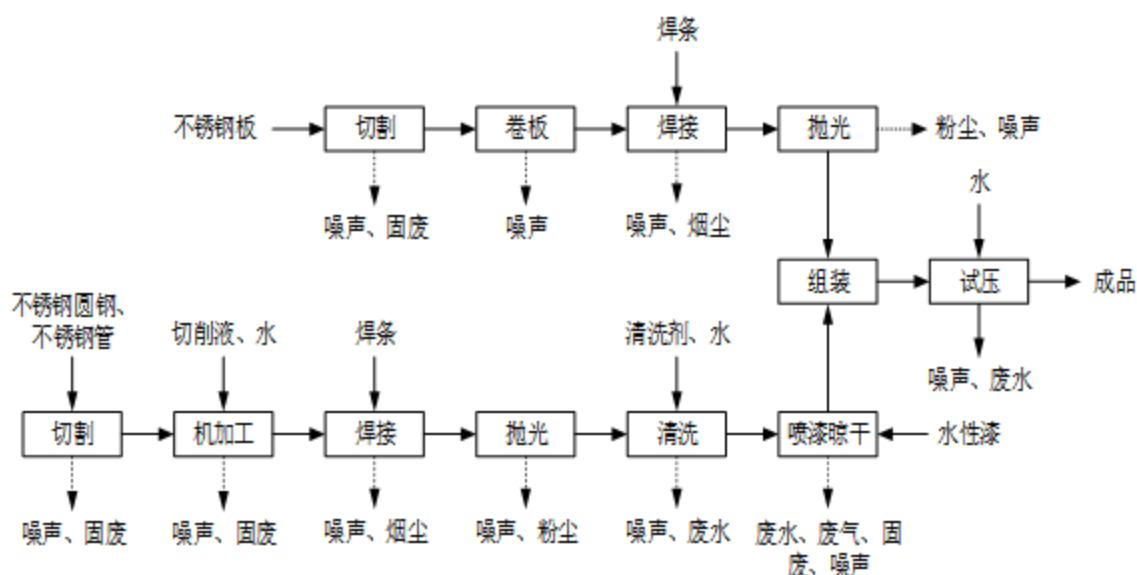 焊条
不锈钢板
切割
卷板
焊接
抛光
粉尘、噪声
噪声、固废
噪声
噪声、烟尘
水
组装
试压
成品
噪声、废水
不锈钢圆钢、
不锈钢管
切削液、水
焊条
清洗剂、水
切割
机加工
焊接
抛光
清洗
喷漆晾干
水性漆
噪声、固废
噪声、固废
噪声、烟尘
噪声、粉尘
噪声、废水
废水、废气、固
废、噪声